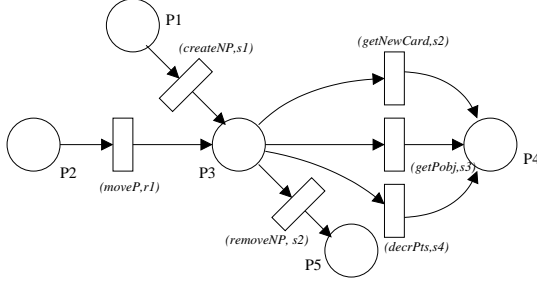 P1
(createNP,s1)
(getNewCard,s2)
P2
(moveP,r1)
P3
(getPobj,s3)
P4
(removeNP, s2)
P5
(decrPts,s4)